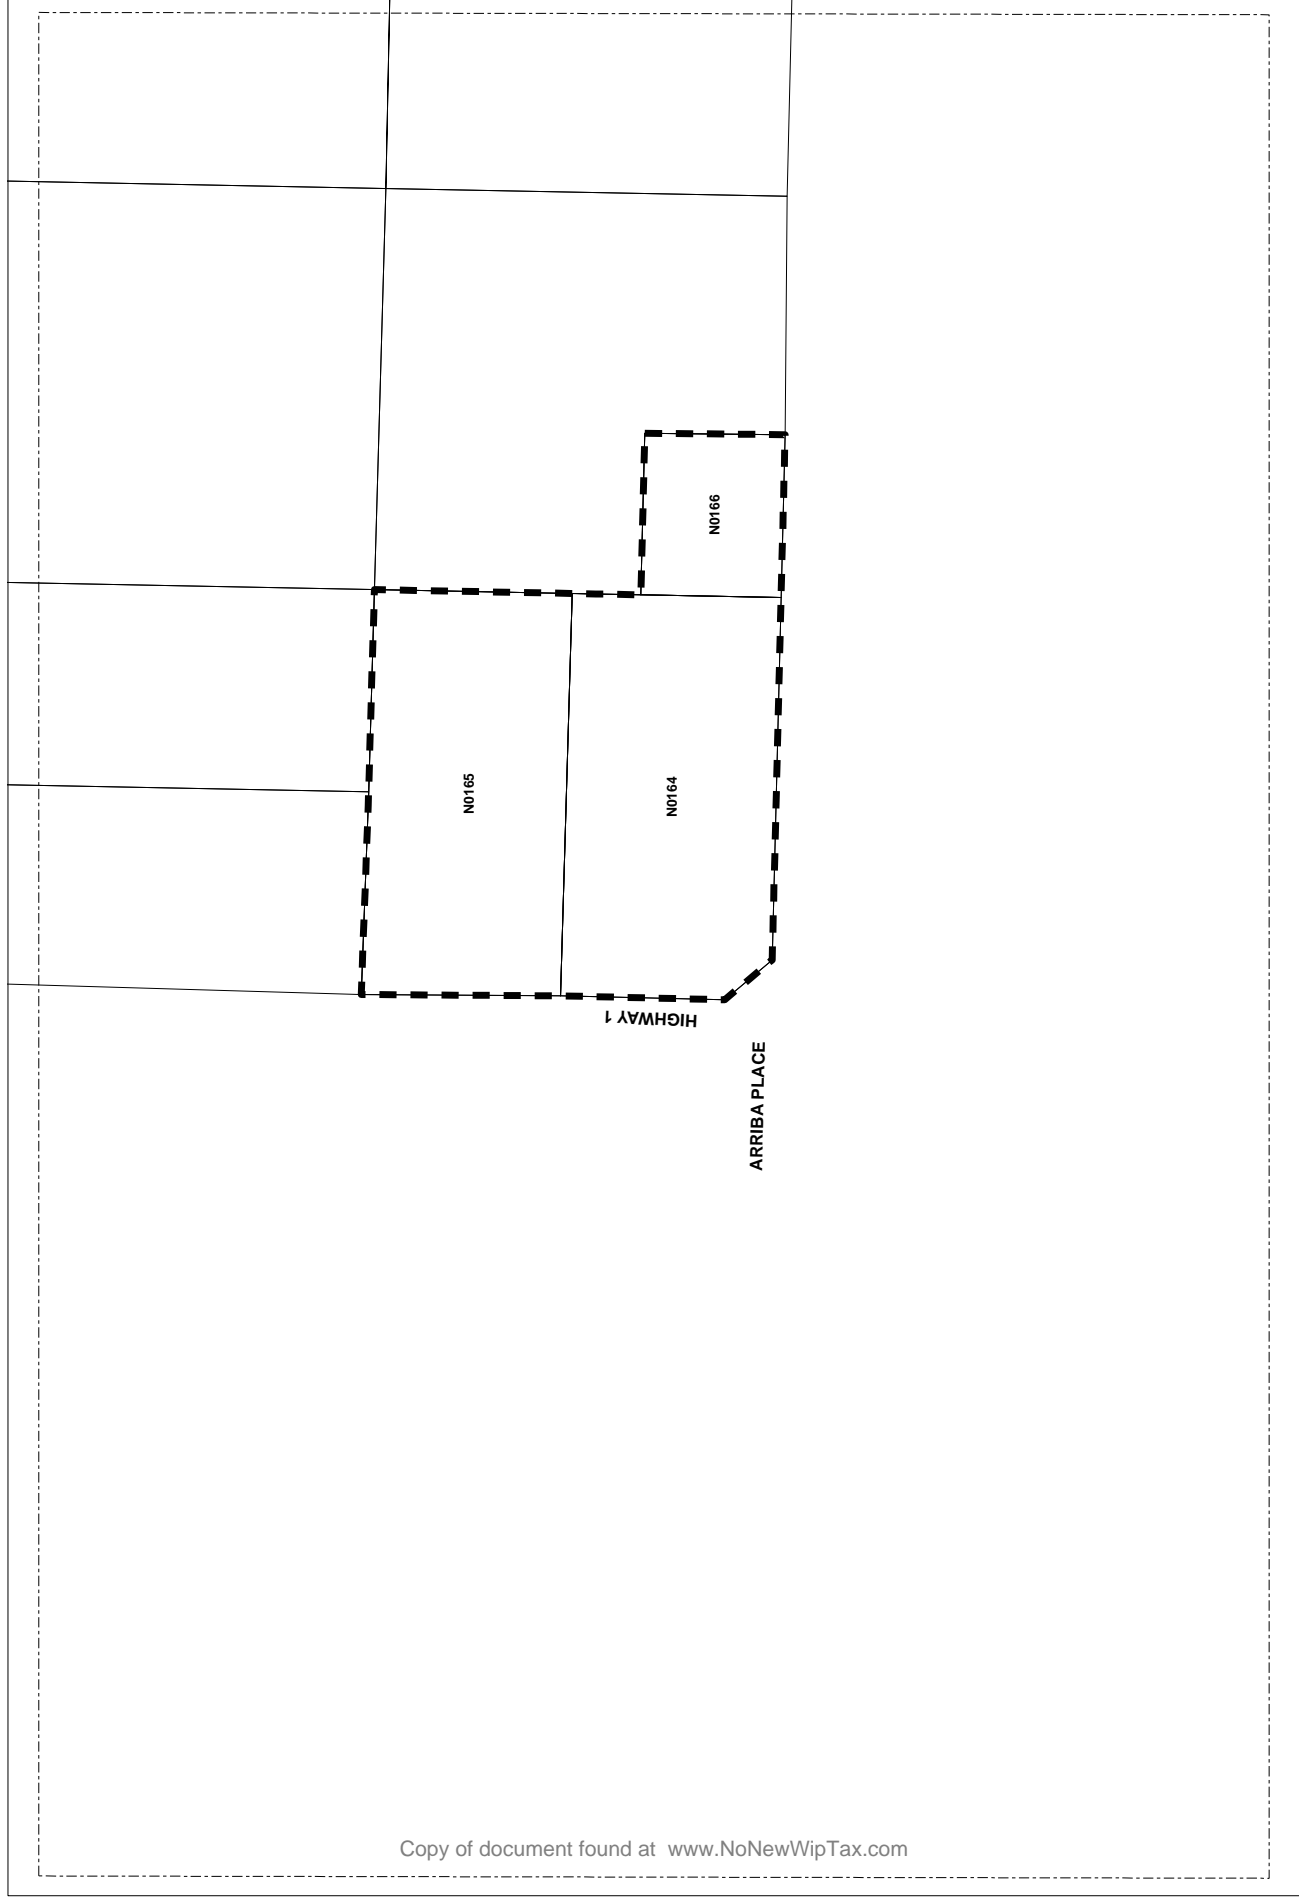 N0166
N0165
N0164
HIGHWAY 1
ARRIBA PLACE
Copy of document found at www.NoNewWipTax.com